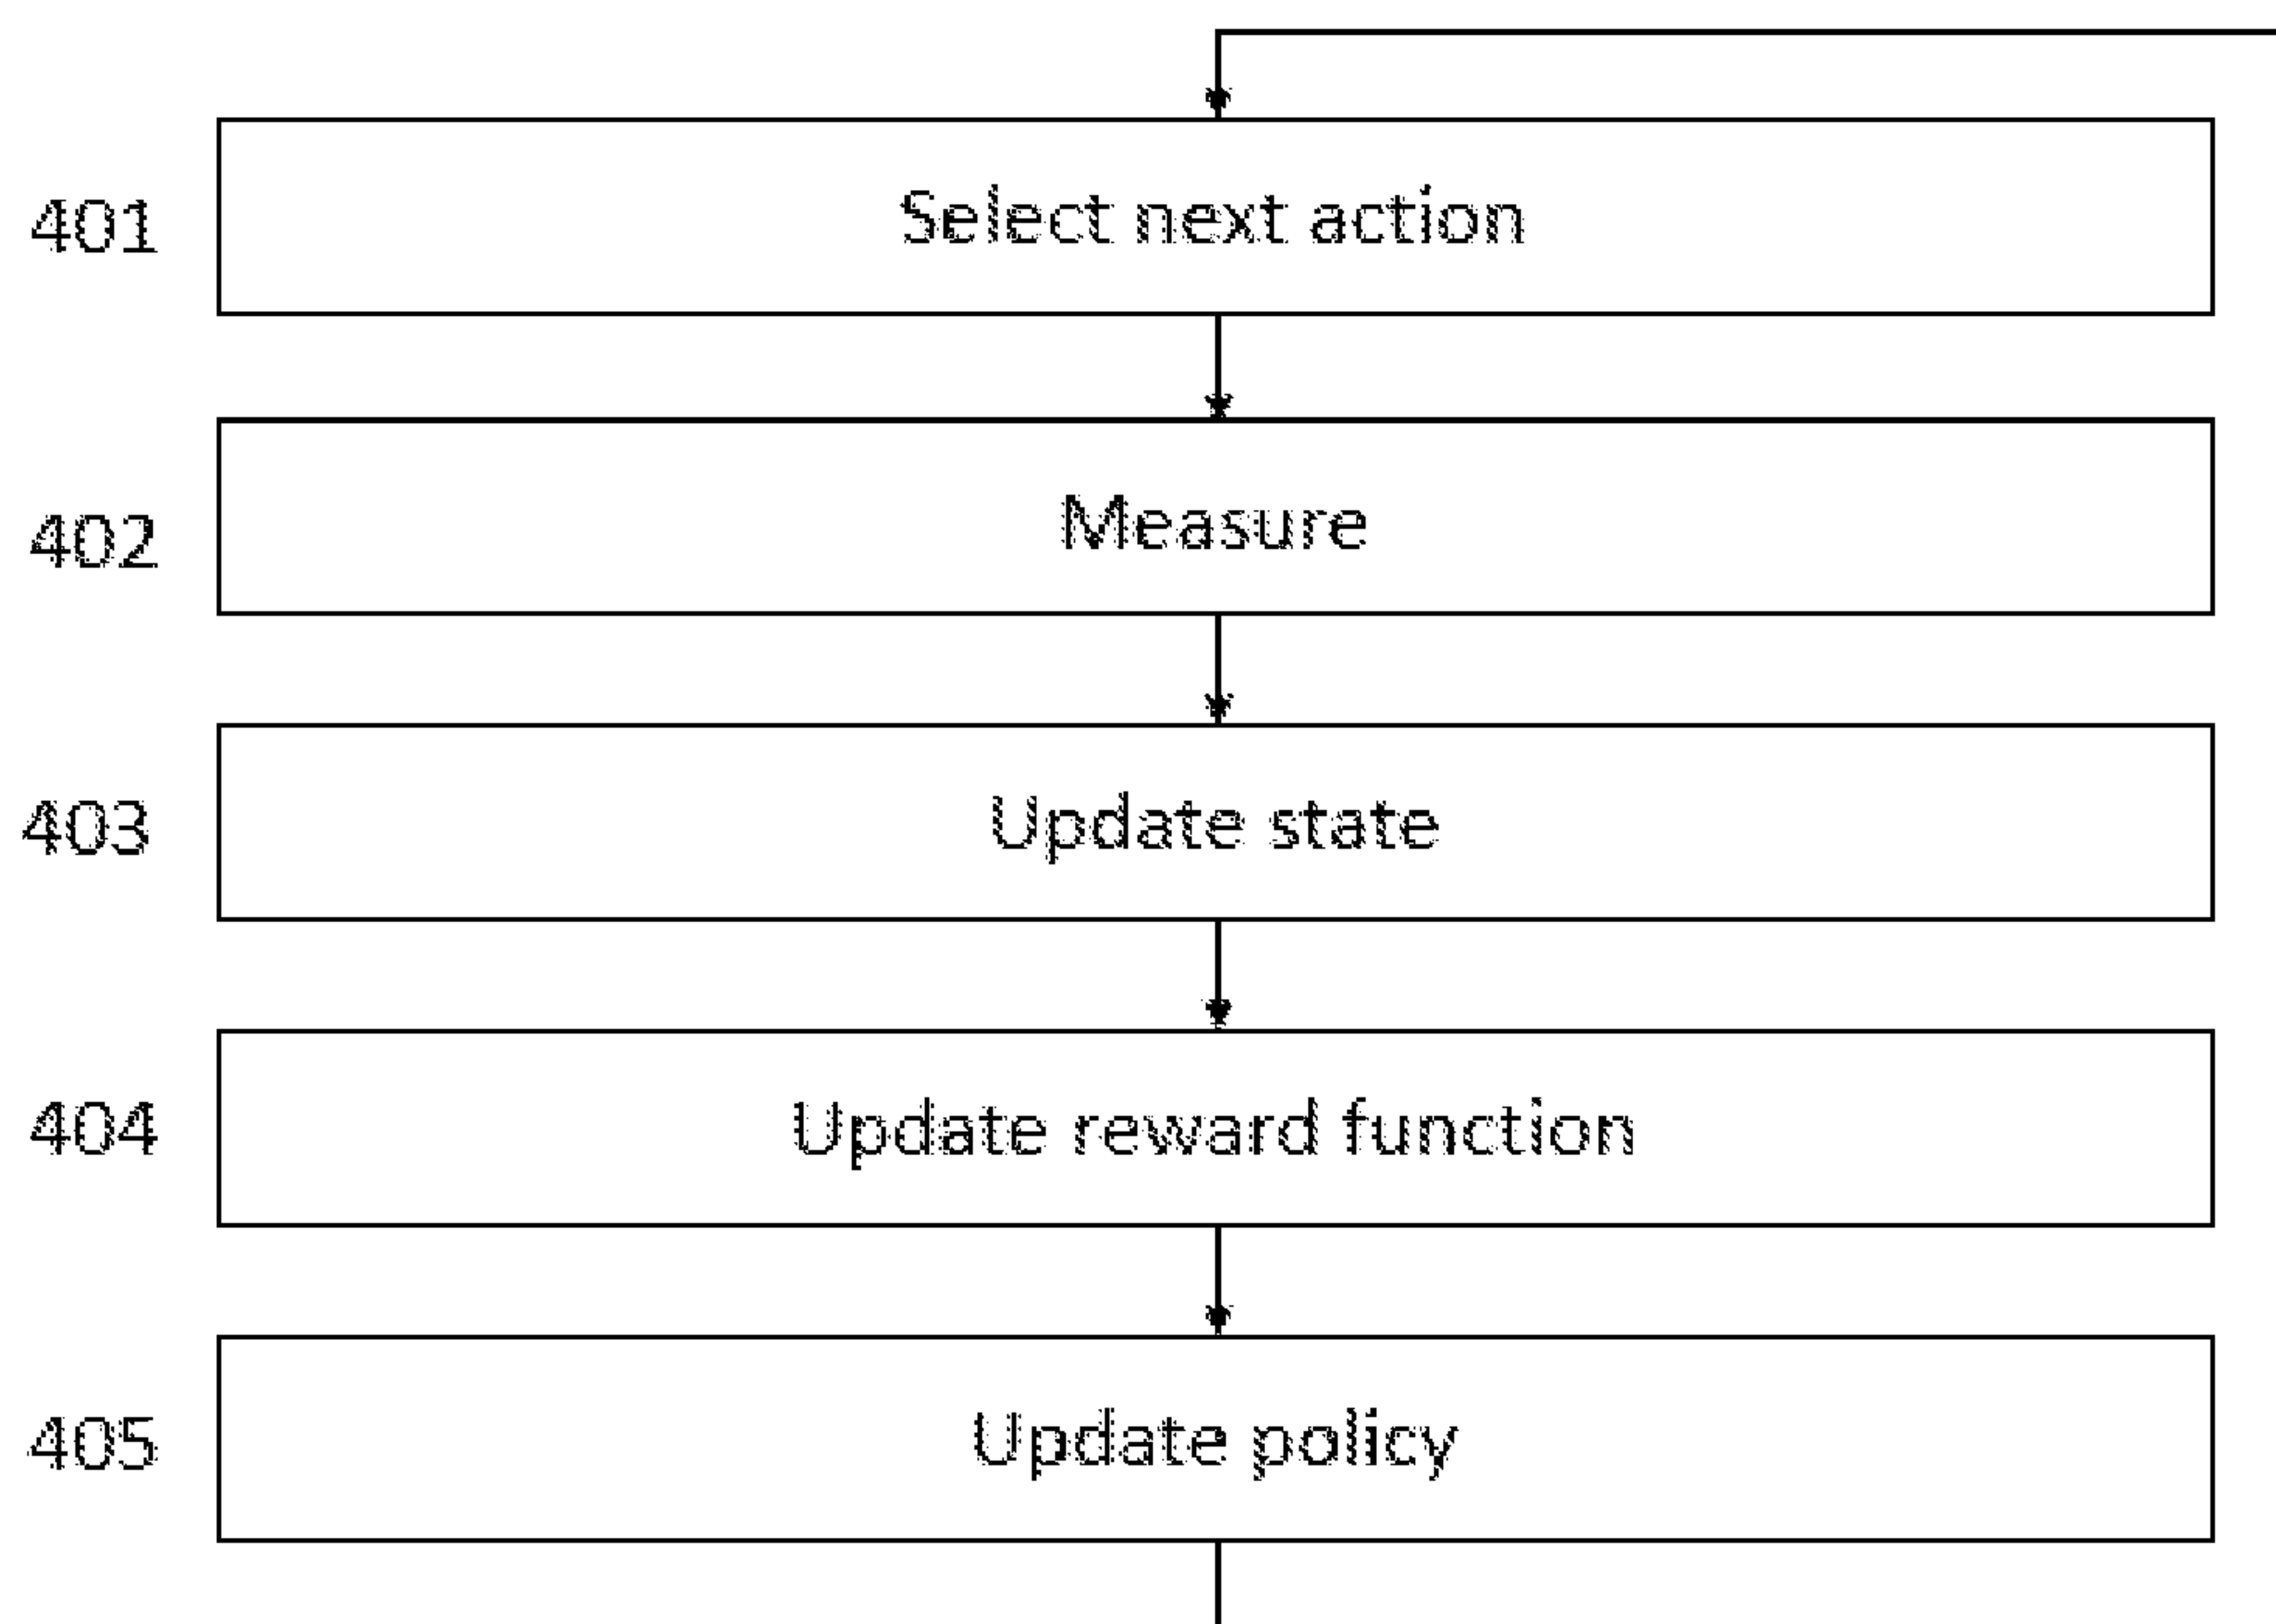 401 Select next action
402 Measure
403 Update state
404 Update reward function
405 Update policy